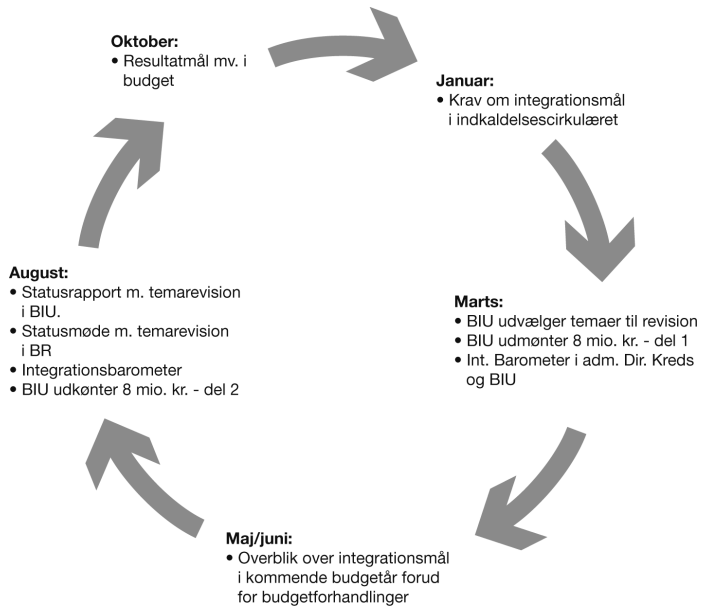 Oktober:
• Resultatmål mv. i
budget
Januar:
• Krav om integrationsmål
i indkaldelsescirkulæret
Marts:
• BIU udvælger temaer til revision
• BIU udmønter 8 mio. kr. - del 1
• Int. Barometer i adm. Dir. Kreds
og BIU
Maj/juni:
• Overblik over integrationsmål
i kommende budgetår forud
for budgetforhandlinger
August:
• Statusrapport m. temarevision
i BIU.
• Statusmøde m. temarevision
i BR
• Integrationsbarometer
• BIU udkønter 8 mio. kr. - del 2